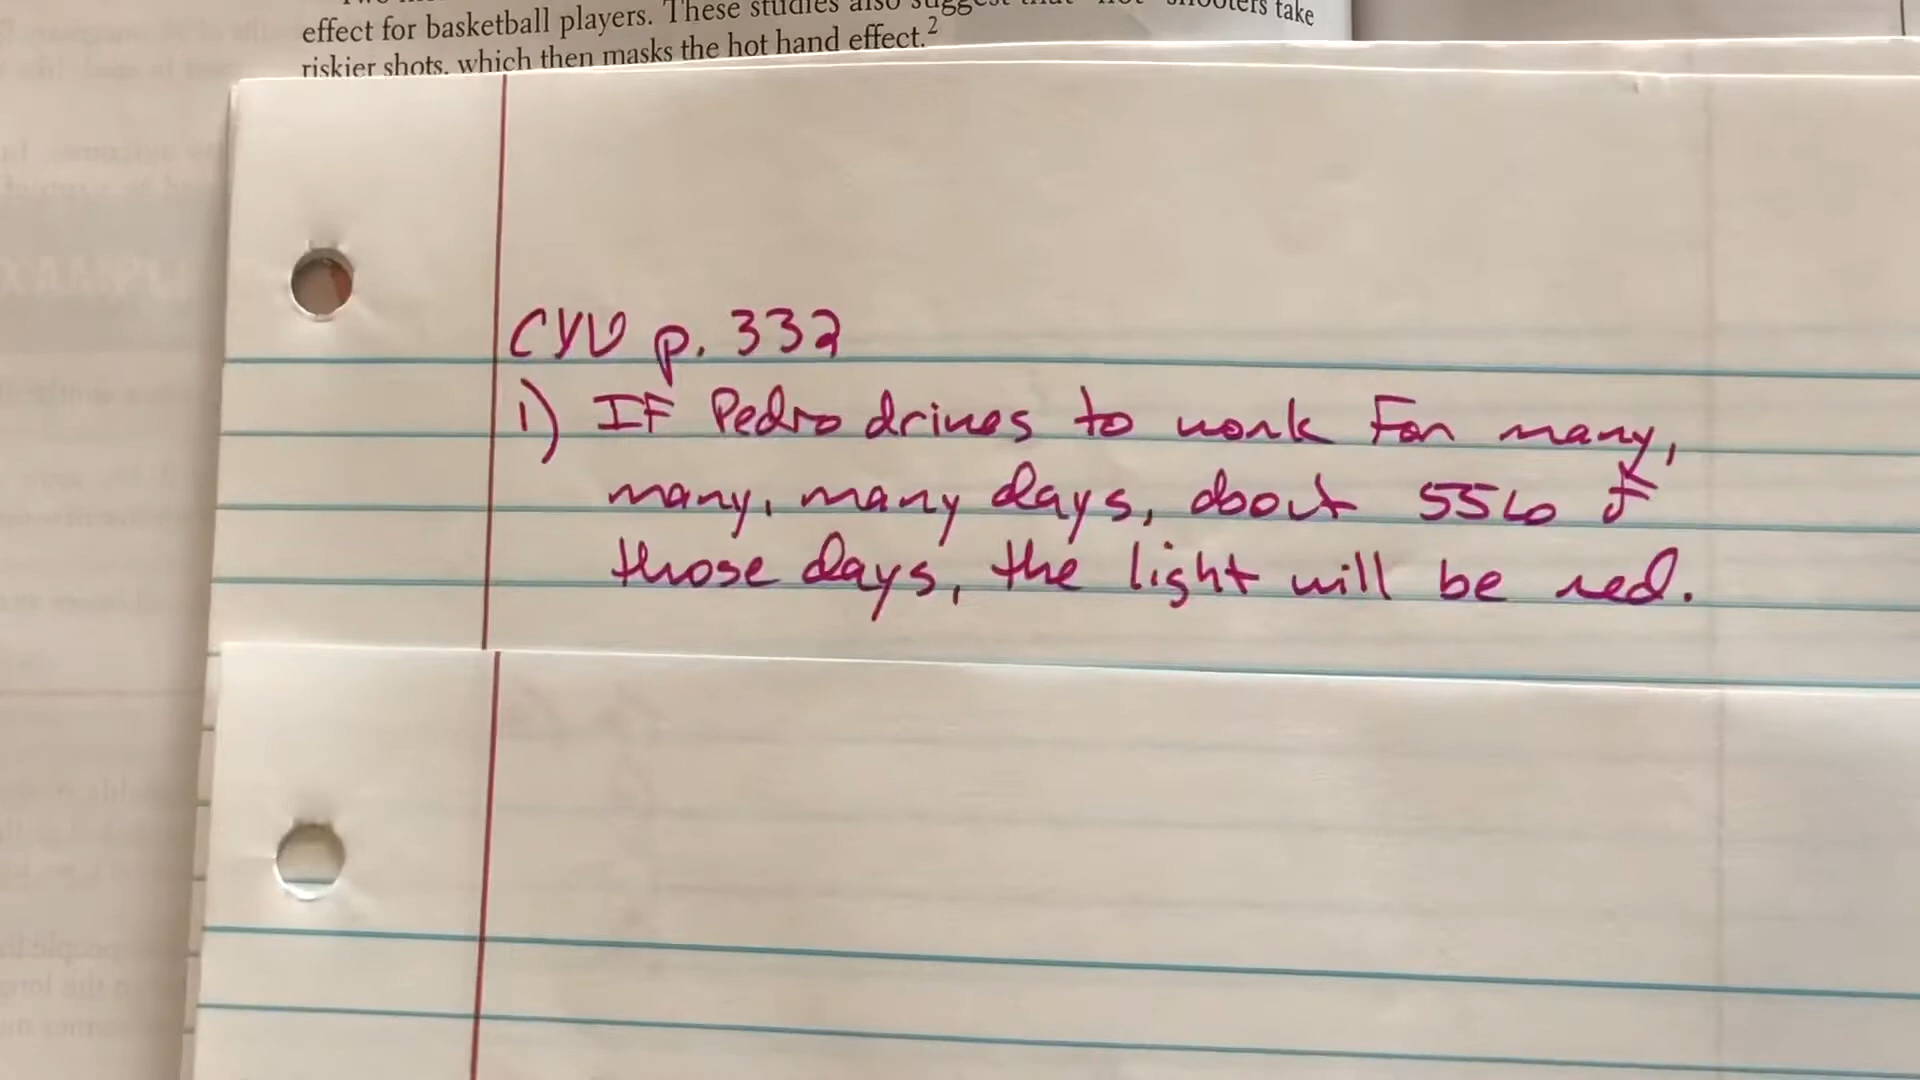 effect for basketball players. These studies also suggest that "hot" shooters take
riskier shots, which then masks the hot hand effect.2
CYU p. 332
1) IF Pedro drives to work For many,
many, many days, about 55% of
those days, the light will be red.